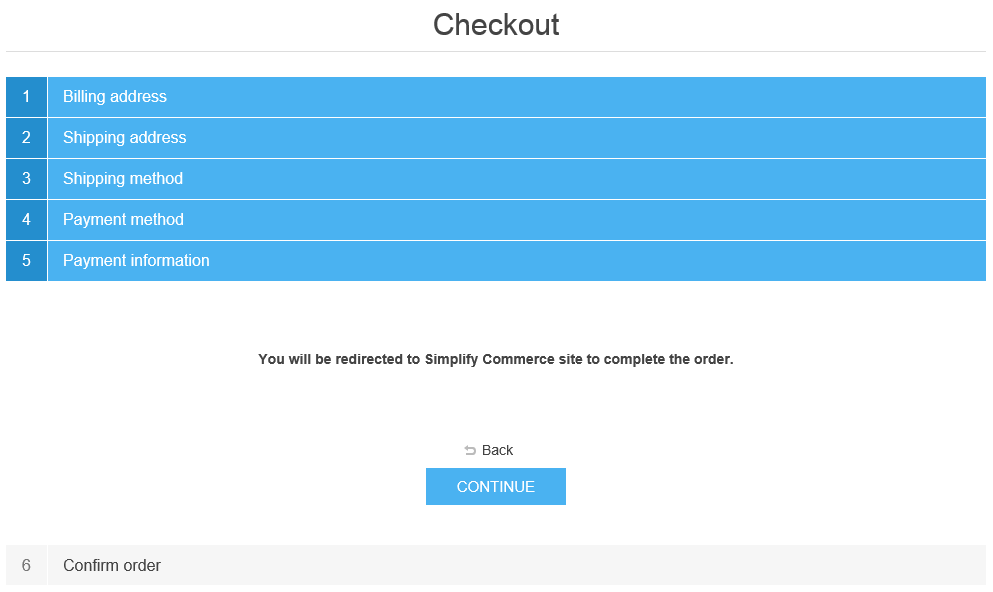 Checkout
1 Billing address
2 Shipping address
3 Shipping method
4 Payment method
5 Payment information
You will be redirected to Simplify Commerce site to complete the order.
Back
CONTINUE
6 Confirm order